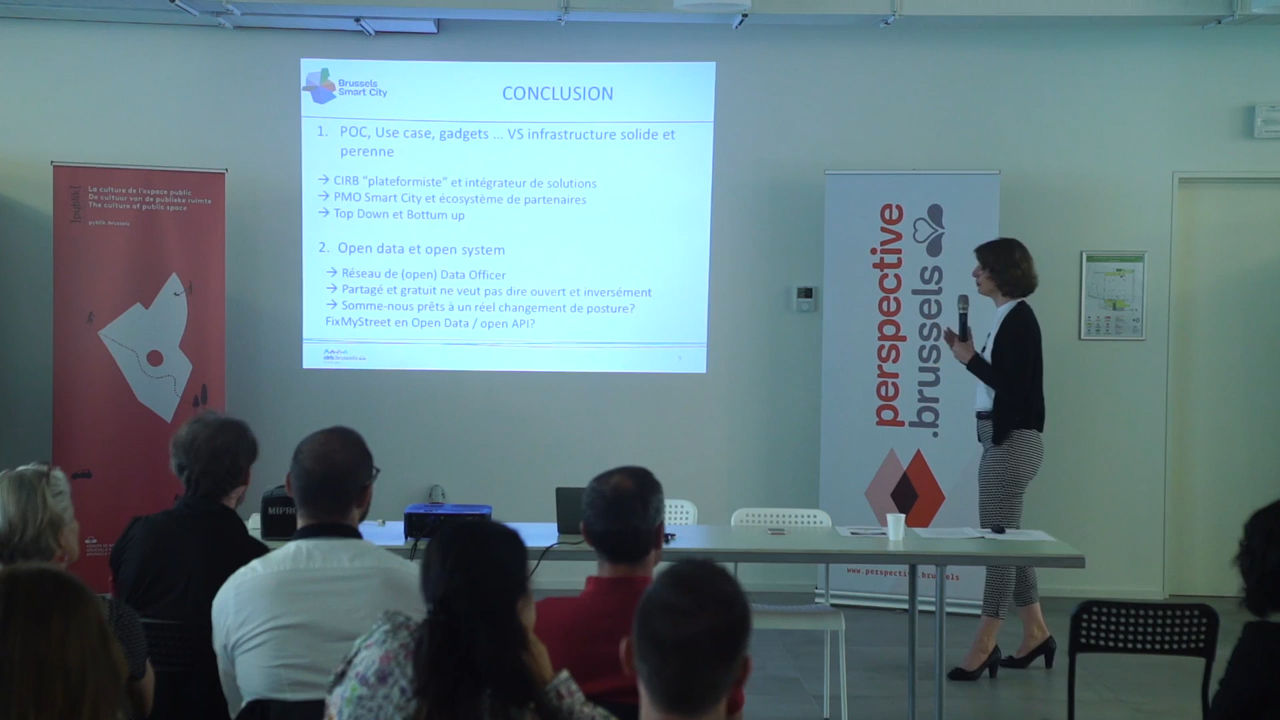 Brussels
Smart City
CONCLUSION
1. POC, Use case, gadgets ... VS infrastructure solide et
perenne
→ CIRB "plateformiste" et intégrateur de solutions
→ PMO Smart City et écosystème de partenaires
→ Top Down et Bottum up
2. Open data et open system
→ Réseau de (open) Data Officer
→ Partagé et gratuit ne veut pas dire ouvert et inversément
→ Somme-nous prêts à un réel changement de posture?
FixMyStreet en Open Data / open API?
[publik]
La culture de l'espace public
De cultuur van de publieke ruimte
The culture of public space
publik.brussels
perspective
.brussels
www.perspective.brussels
MIPRO